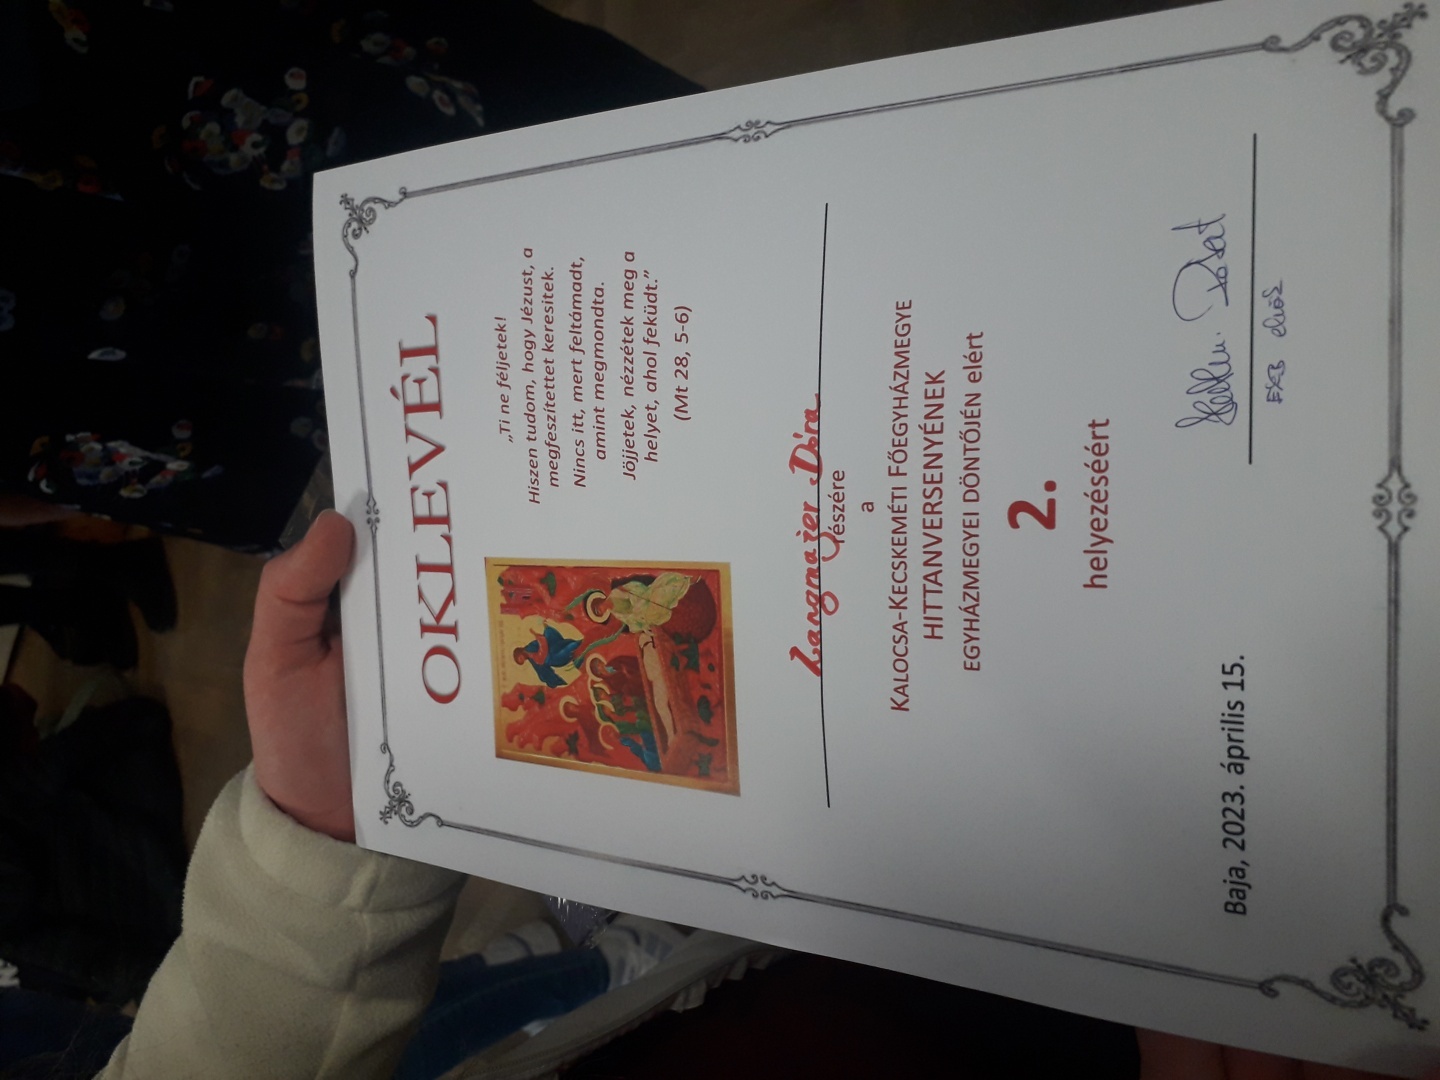 OKLEVÉL
„Ti ne féljetek!
Hiszen tudom, hogy Jézust, a
megfeszítettet keresitek.
Nincs itt, mert feltámadt,
amint megmondta.
Jöjjetek, nézzétek meg a
helyet, ahol feküdt.”
(Mt 28, 5-6)
Langmajer Dóra
részére
a
KALOCSA-KECSKEMÉTI FŐEGYHÁZMEGYE
HITTANVERSENYÉNEK
EGYHÁZMEGYEI DÖNTŐJÉN elért
2.
helyezéséért
Baja, 2023. április 15.